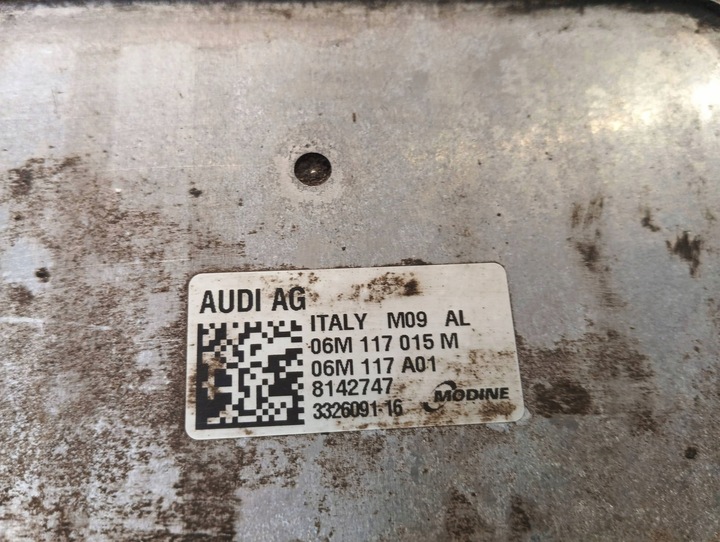 AUDI AG
ITALY M09 AL
06M 117 015 M
06M 117 A01
8142747
3326091-16
MODINE